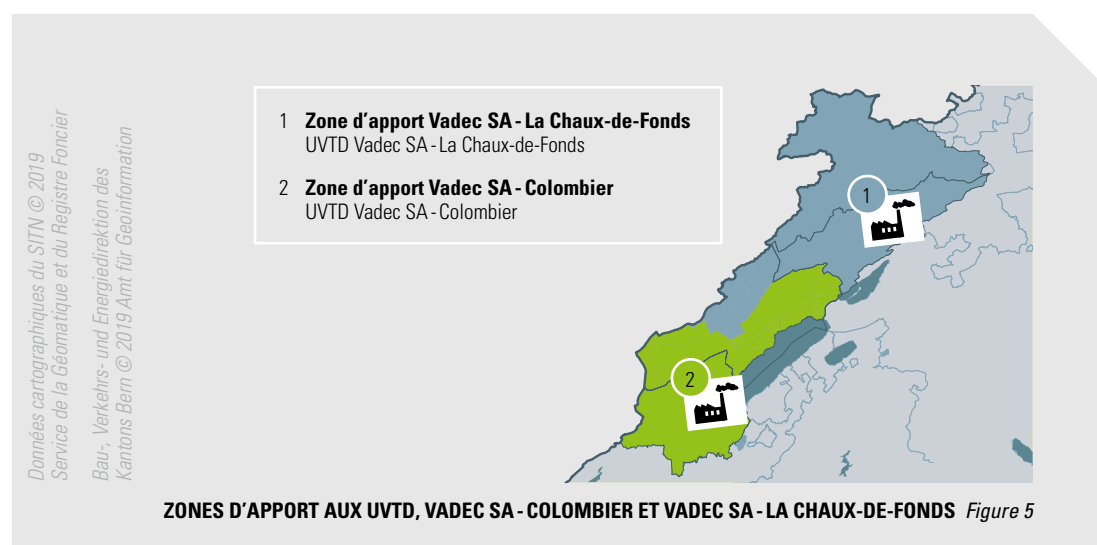 1 Zone d'apport Vadec SA - La Chaux-de-Fonds
UVTD Vadec SA - La Chaux-de-Fonds
2 Zone d'apport Vadec SA - Colombier
UVTD Vadec SA - Colombier
Données cartographiques du SITN © 2019
Service de la Géomatique et du Registre Foncier
Bau-, Verkehrs- und Energiedirektion des
Kantons Bern © 2019 Amt für Geoinformation
1
2
ZONES D'APPORT AUX UVTD, VADEC SA - COLOMBIER ET VADEC SA - LA CHAUX-DE-FONDS Figure 5